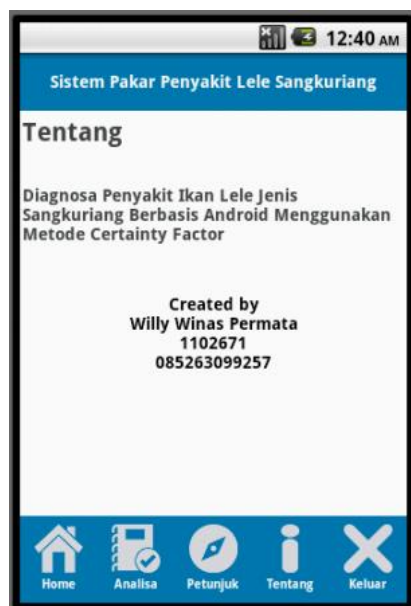 12:40 AM
Sistem Pakar Penyakit Lele Sangkuriang
Tentang
Diagnosa Penyakit Ikan Lele Jenis
Sangkuriang Berbasis Android Menggunakan
Metode Certainty Factor
Created by
Willy Winas Permata
1102671
085263099257
Home Analisa Petunjuk Tentang Keluar